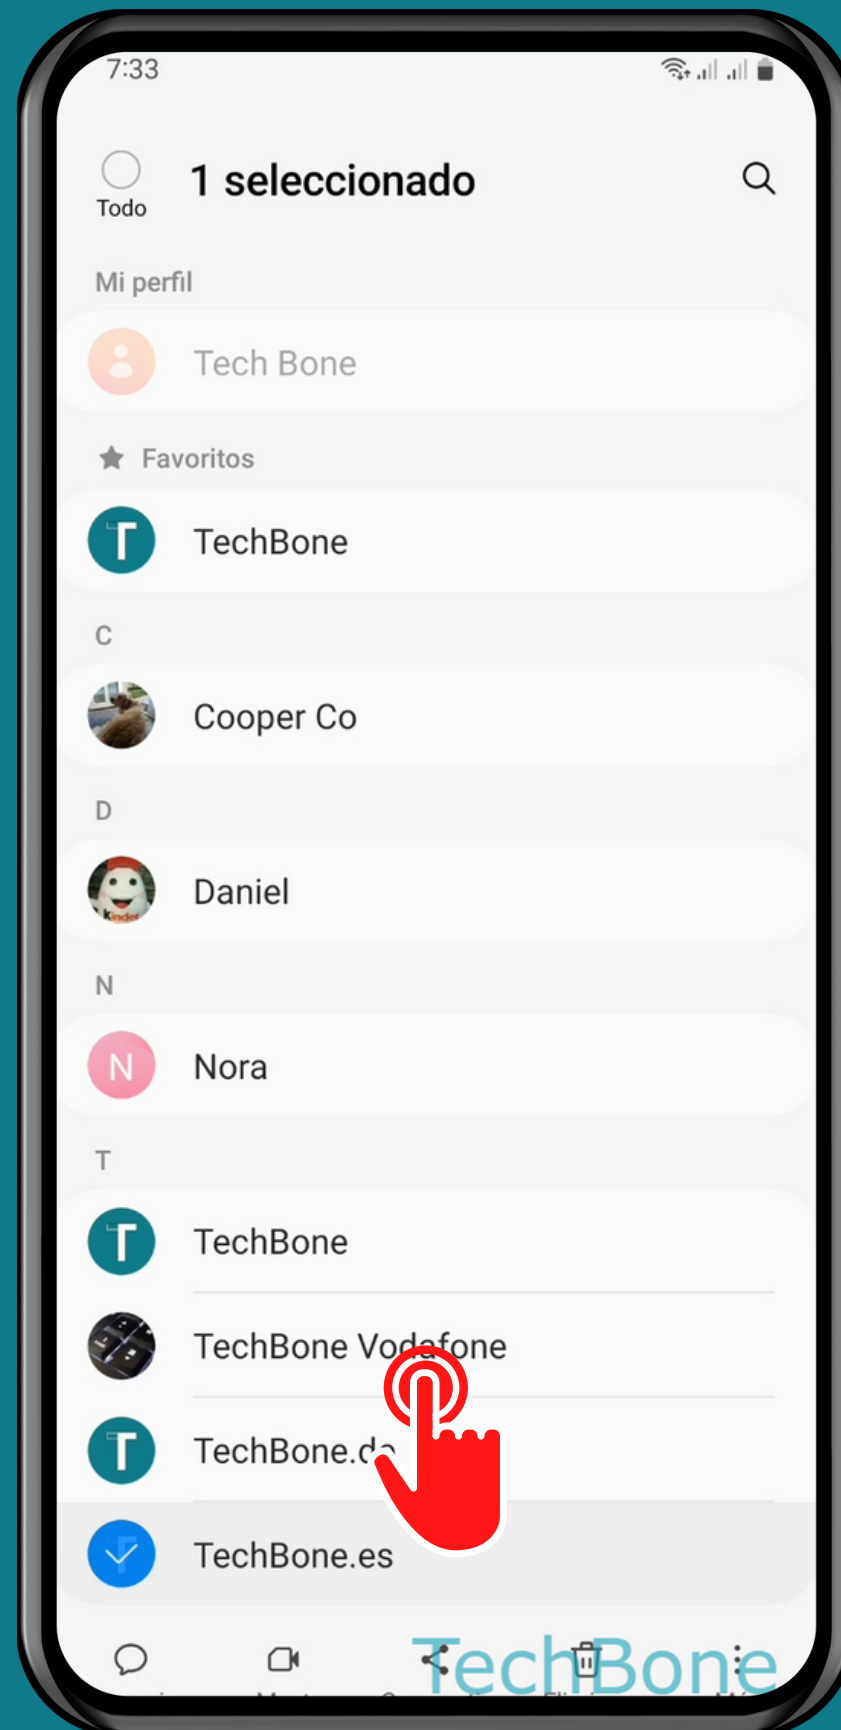 7:33
Todo
1 seleccionado
Mi perfil
Tech Bone
Favoritos
T TechBone
C
Cooper Co
D
Kinder
Daniel
N
N Nora
T
T TechBone
TechBone Vodafone
T TechBone.de
TechBone.es
TechBone